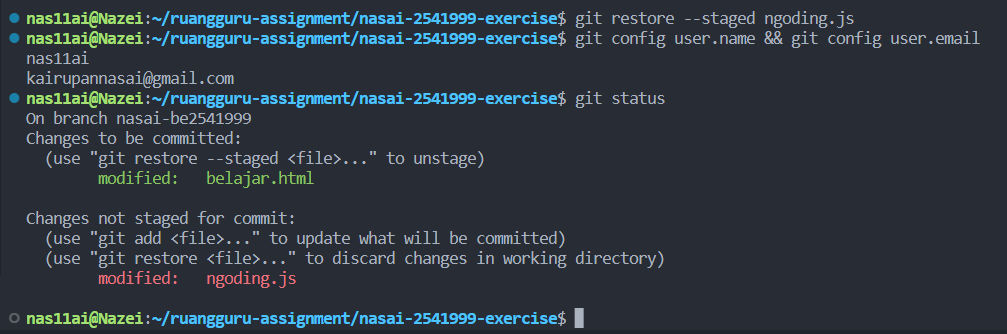 nas11ai@Nazei:~/ruangguru-assignment/nasai-2541999-exercise$ git restore --staged ngoding.js
nas11ai@Nazei:~/ruangguru-assignment/nasai-2541999-exercise$ git config user.name && git config user.email
nas11ai
kairupannasai@gmail.com
nas11ai@Nazei:~/ruangguru-assignment/nasai-2541999-exercise$ git status
On branch nasai-be2541999
Changes to be committed:
  (use "git restore --staged <file>..." to unstage)
        modified:   belajar.html

Changes not staged for commit:
  (use "git add <file>..." to update what will be committed)
  (use "git restore <file>..." to discard changes in working directory)
        modified:   ngoding.js

nas11ai@Nazei:~/ruangguru-assignment/nasai-2541999-exercise$